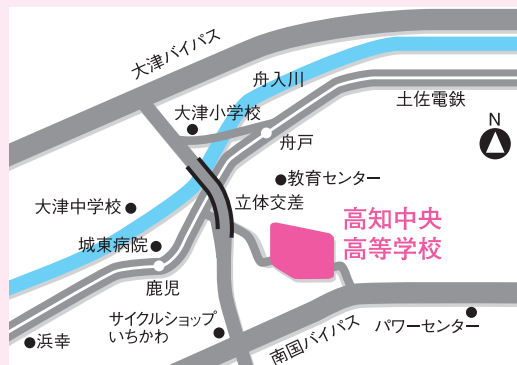 大津バイパス
舟入川
土佐電鉄
大津小学校
N
舟戸
教育センター
大津中学校
立体交差
高知中央
高等学校
城東病院
鹿児
サイクルショップ
いちかわ
南国バイパス
パワーセンター
浜幸